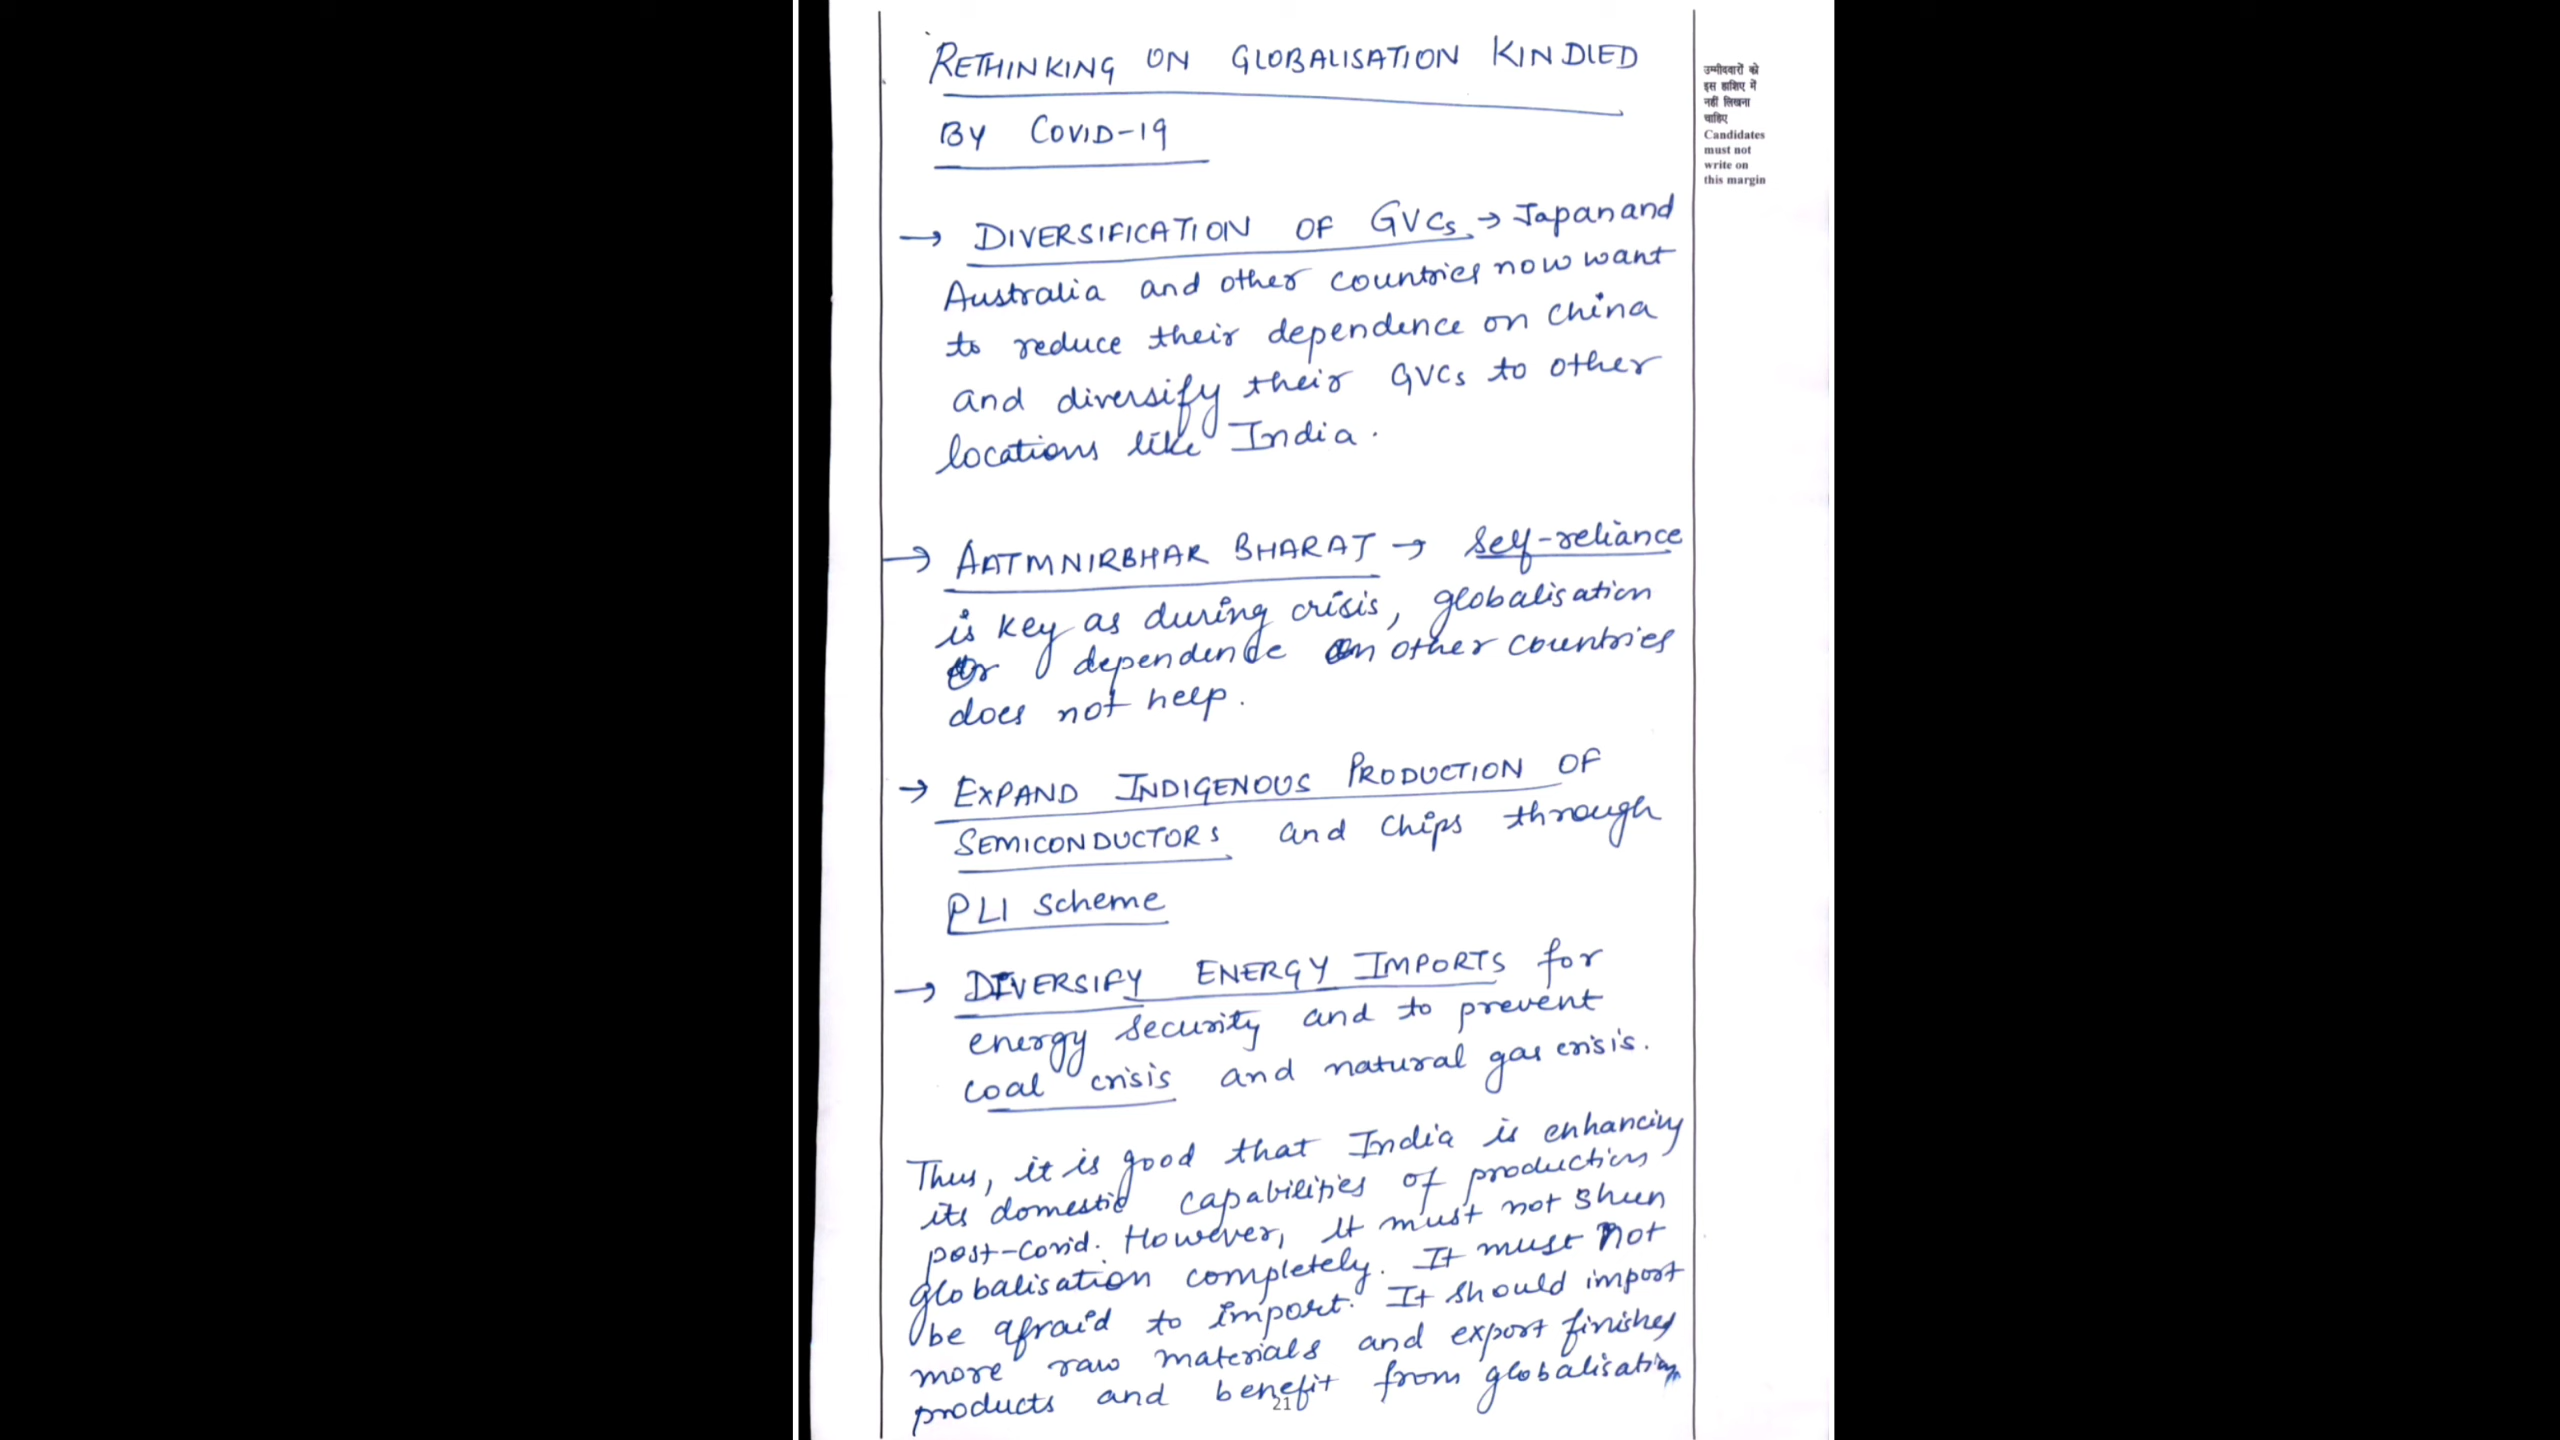 RETHINKING ON GLOBALISATION KINDLED
BY COVID-19
→ DIVERSIFICATION OF GVCs → Japan and
Australia and other countries now want
to reduce their dependence on China
and diversify their GVCs to other
locations like India.
→ AATMNIRBHAR BHARAT → self-reliance
is key as during crisis, globalisation
or dependence on other countries
does not help.
→ EXPAND INDIGENOUS PRODUCTION OF
SEMICONDUCTORS and chips through
PLI scheme
→ DIVERSIFY ENERGY IMPORTS for
energy security and to prevent
coal crisis and natural gas crisis.
Thus, it is good that India is enhancing
its domestic capabilities of production
post-Covid. However, it must not shun
globalisation completely. It must not
be afraid to import. It should import
more raw materials and export finished
products and benefit from globalisation
21
उम्मीदवारों को
इस हाशिए में
नहीं लिखना
चाहिए
Candidates
must not
write on
this margin